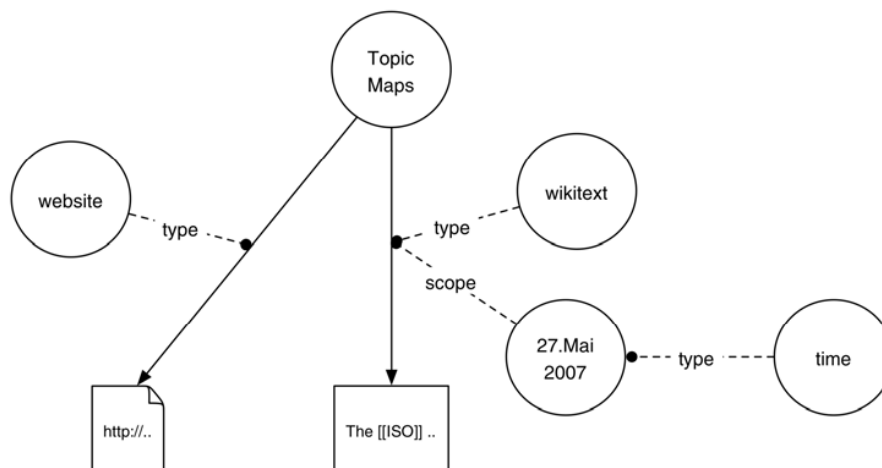 Topic
Maps
website
type
type
wikitext
scope
27.Mai
2007
type
time
http://..
The [[ISO]] ..